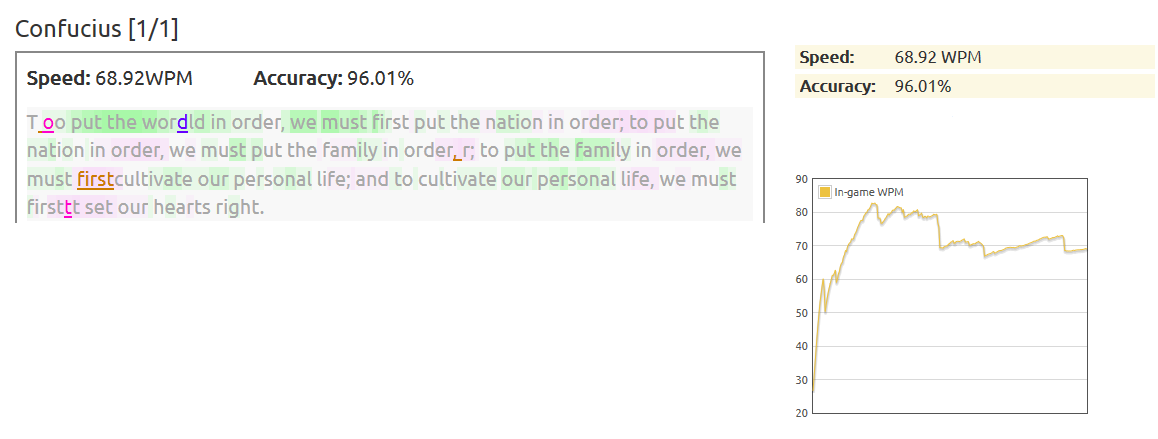 Confucius [1/1]
Speed: 68.92WPM Accuracy: 96.01%
T oo put the wordld in order, we must first put the nation in order; to put the
nation in order, we must put the family in order, r; to put the family in order, we
must firstcultivate our personal life; and to cultivate our personal life, we must
firsttt set our hearts right.
Speed: 68.92 WPM
Accuracy: 96.01%
In-game WPM
90
80
70
60
50
40
30
20